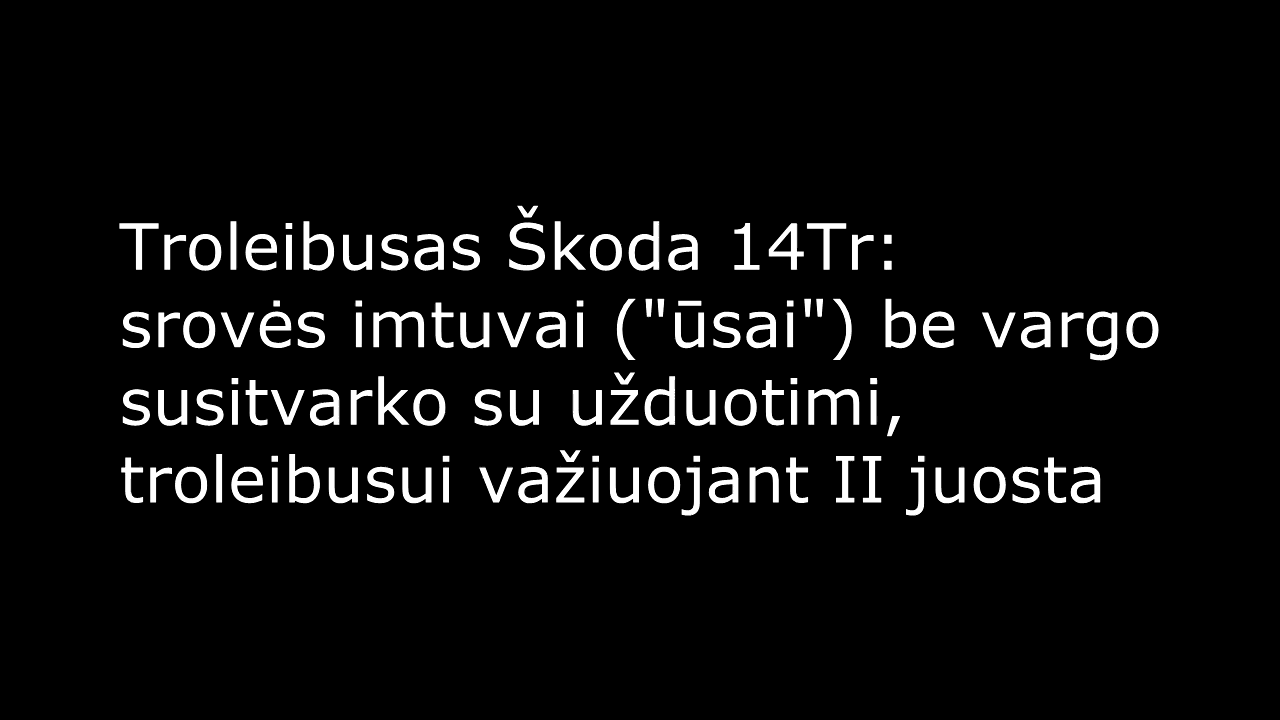 Troleibusas Škoda 14Tr:
srovės imtuvai ("ūsai") be vargo
susitvarko su užduotimi,
troleibusui važiuojant II juosta